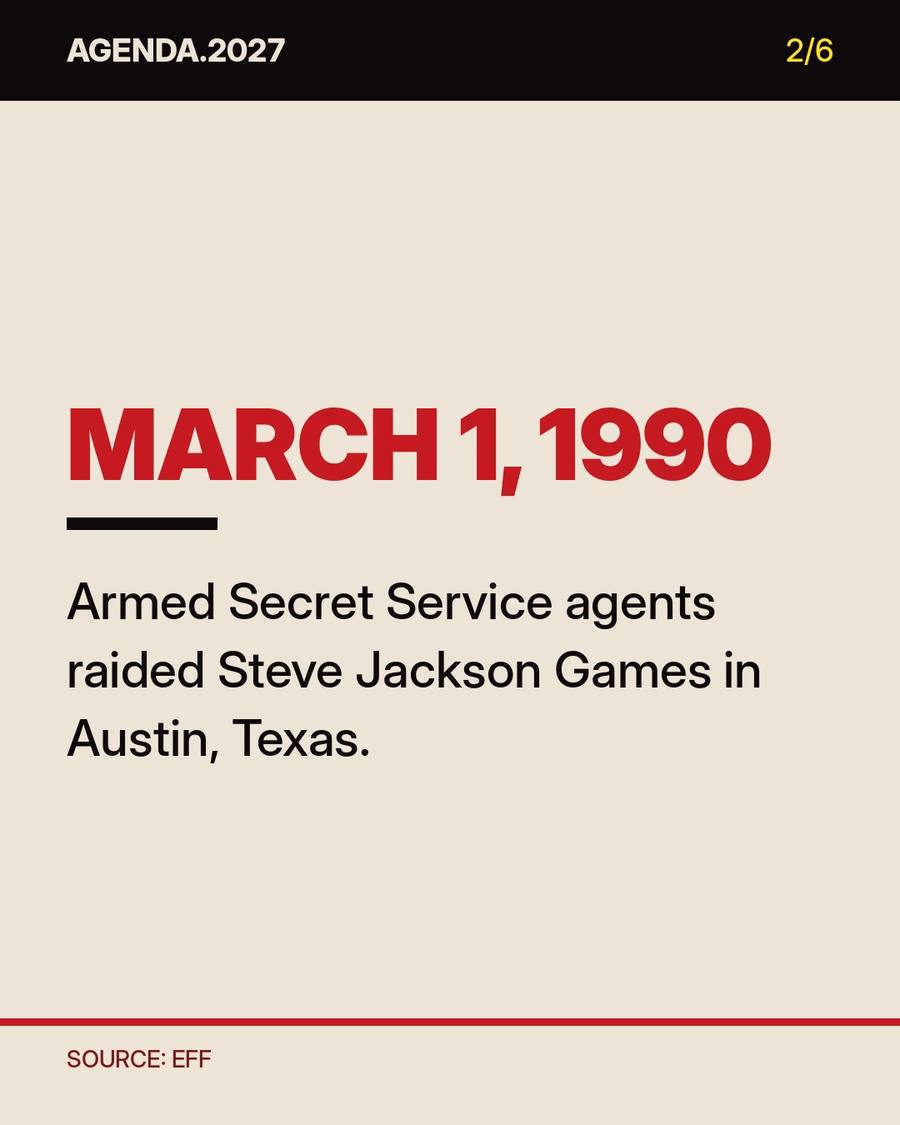 AGENDA.2027
2/6
MARCH 1, 1990
Armed Secret Service agents
raided Steve Jackson Games in
Austin, Texas.
SOURCE: EFF